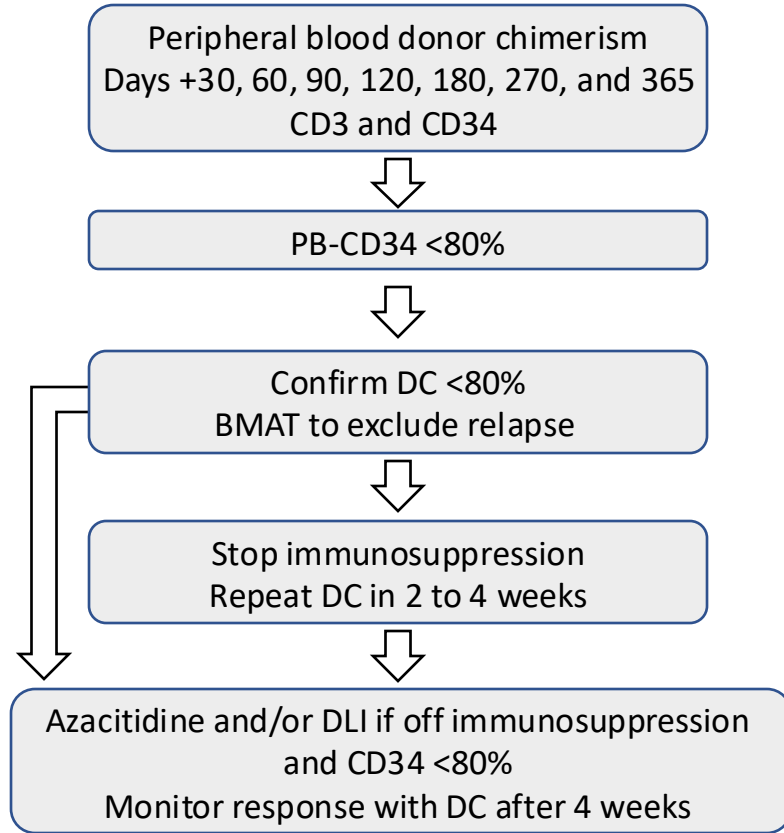 Peripheral blood donor chimerism
Days +30, 60, 90, 120, 180, 270, and 365
CD3 and CD34
PB-CD34 <80%
Confirm DC <80%
BMAT to exclude relapse
Stop immunosuppression
Repeat DC in 2 to 4 weeks
Azacitidine and/or DLI if off immunosuppression
and CD34 <80%
Monitor response with DC after 4 weeks